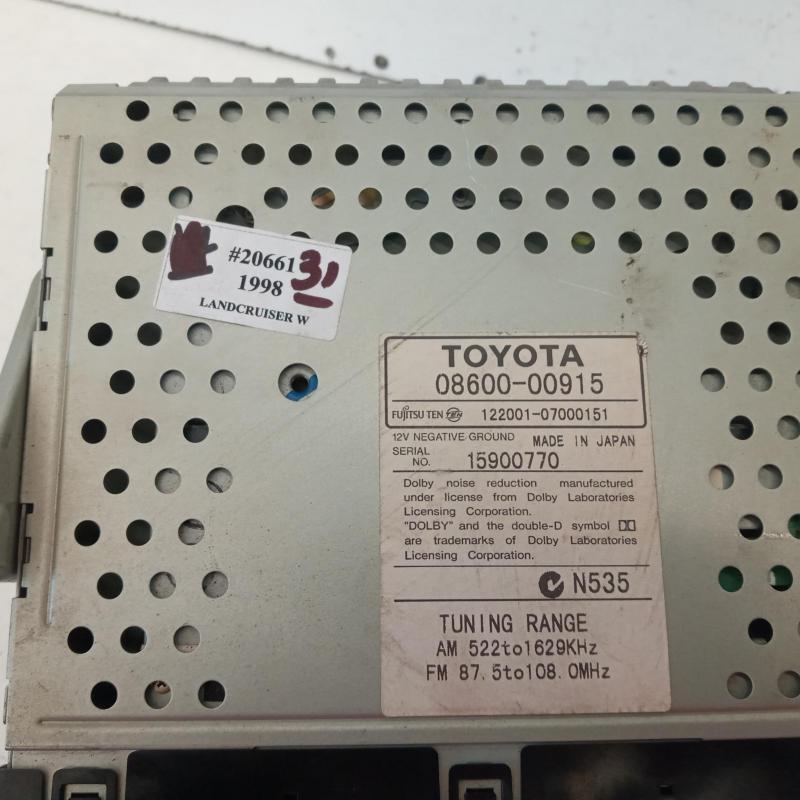 #20661 31
1998
LANDCRUISER W
TOYOTA
08600-00915
FUJITSU TEN 122001-07000151
12V NEGATIVE GROUND MADE IN JAPAN
SERIAL NO. 15900770
Dolby noise reduction manufactured
under license from Dolby Laboratories
Licensing Corporation.
"DOLBY" and the double-D symbol
are trademarks of Dolby Laboratories
Licensing Corporation.
N535
TUNING RANGE
AM 522to1629KHz
FM 87.5to108.0MHz